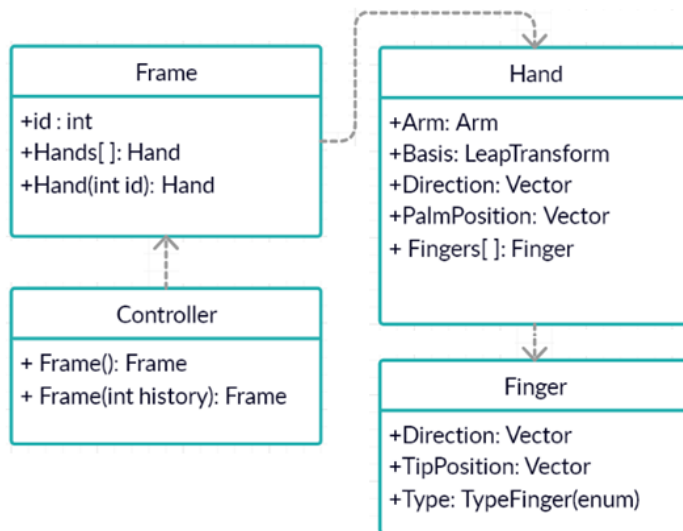 Frame
+id : int
+Hands[ ]: Hand
+Hand(int id): Hand
Controller
+ Frame(): Frame
+ Frame(int history): Frame
Hand
+Arm: Arm
+Basis: LeapTransform
+Direction: Vector
+PalmPosition: Vector
+ Fingers[ ]: Finger
Finger
+Direction: Vector
+TipPosition: Vector
+Type: TypeFinger(enum)